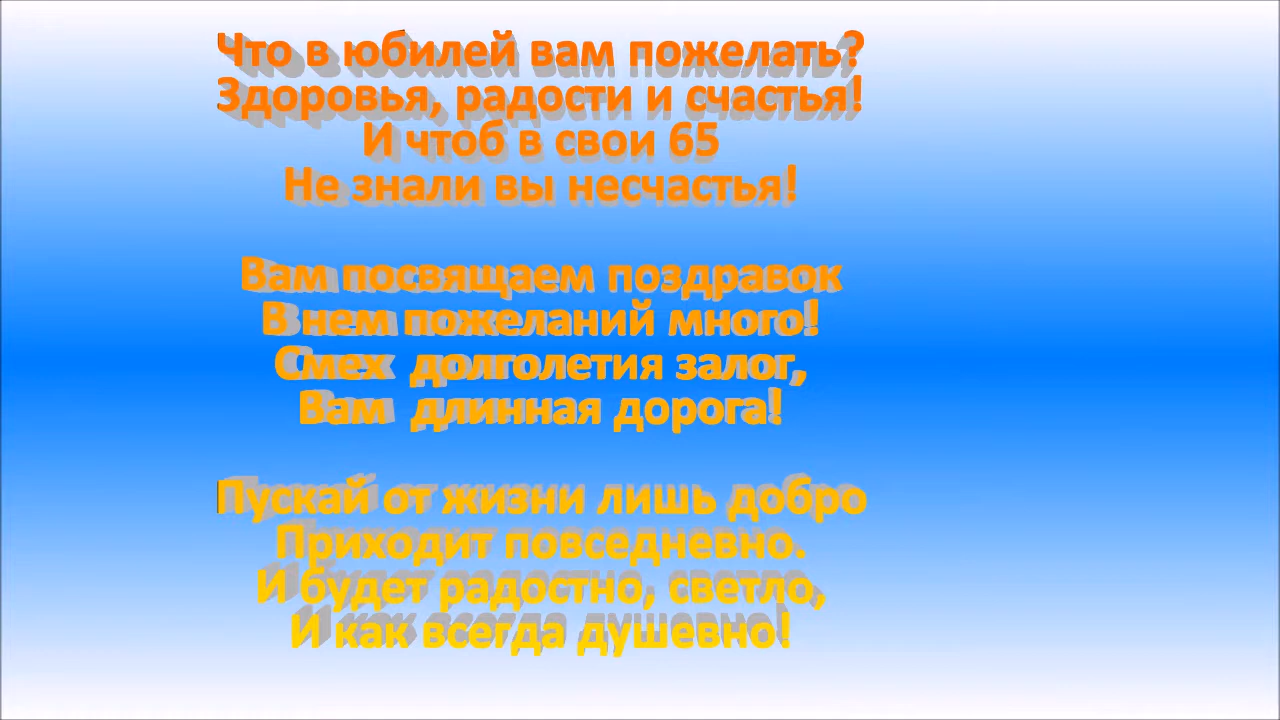 Что в юбилей вам пожелать?
Здоровья, радости и счастья!
И чтоб в свои 65
Не знали вы несчастья!
Вам посвящаем поздравок
В нем пожеланий много!
Смех долголетия залог,
Вам длинная дорога!
Пускай от жизни лишь добро
Приходит повседневно.
И будет радостно, светло,
И как всегда душевно!